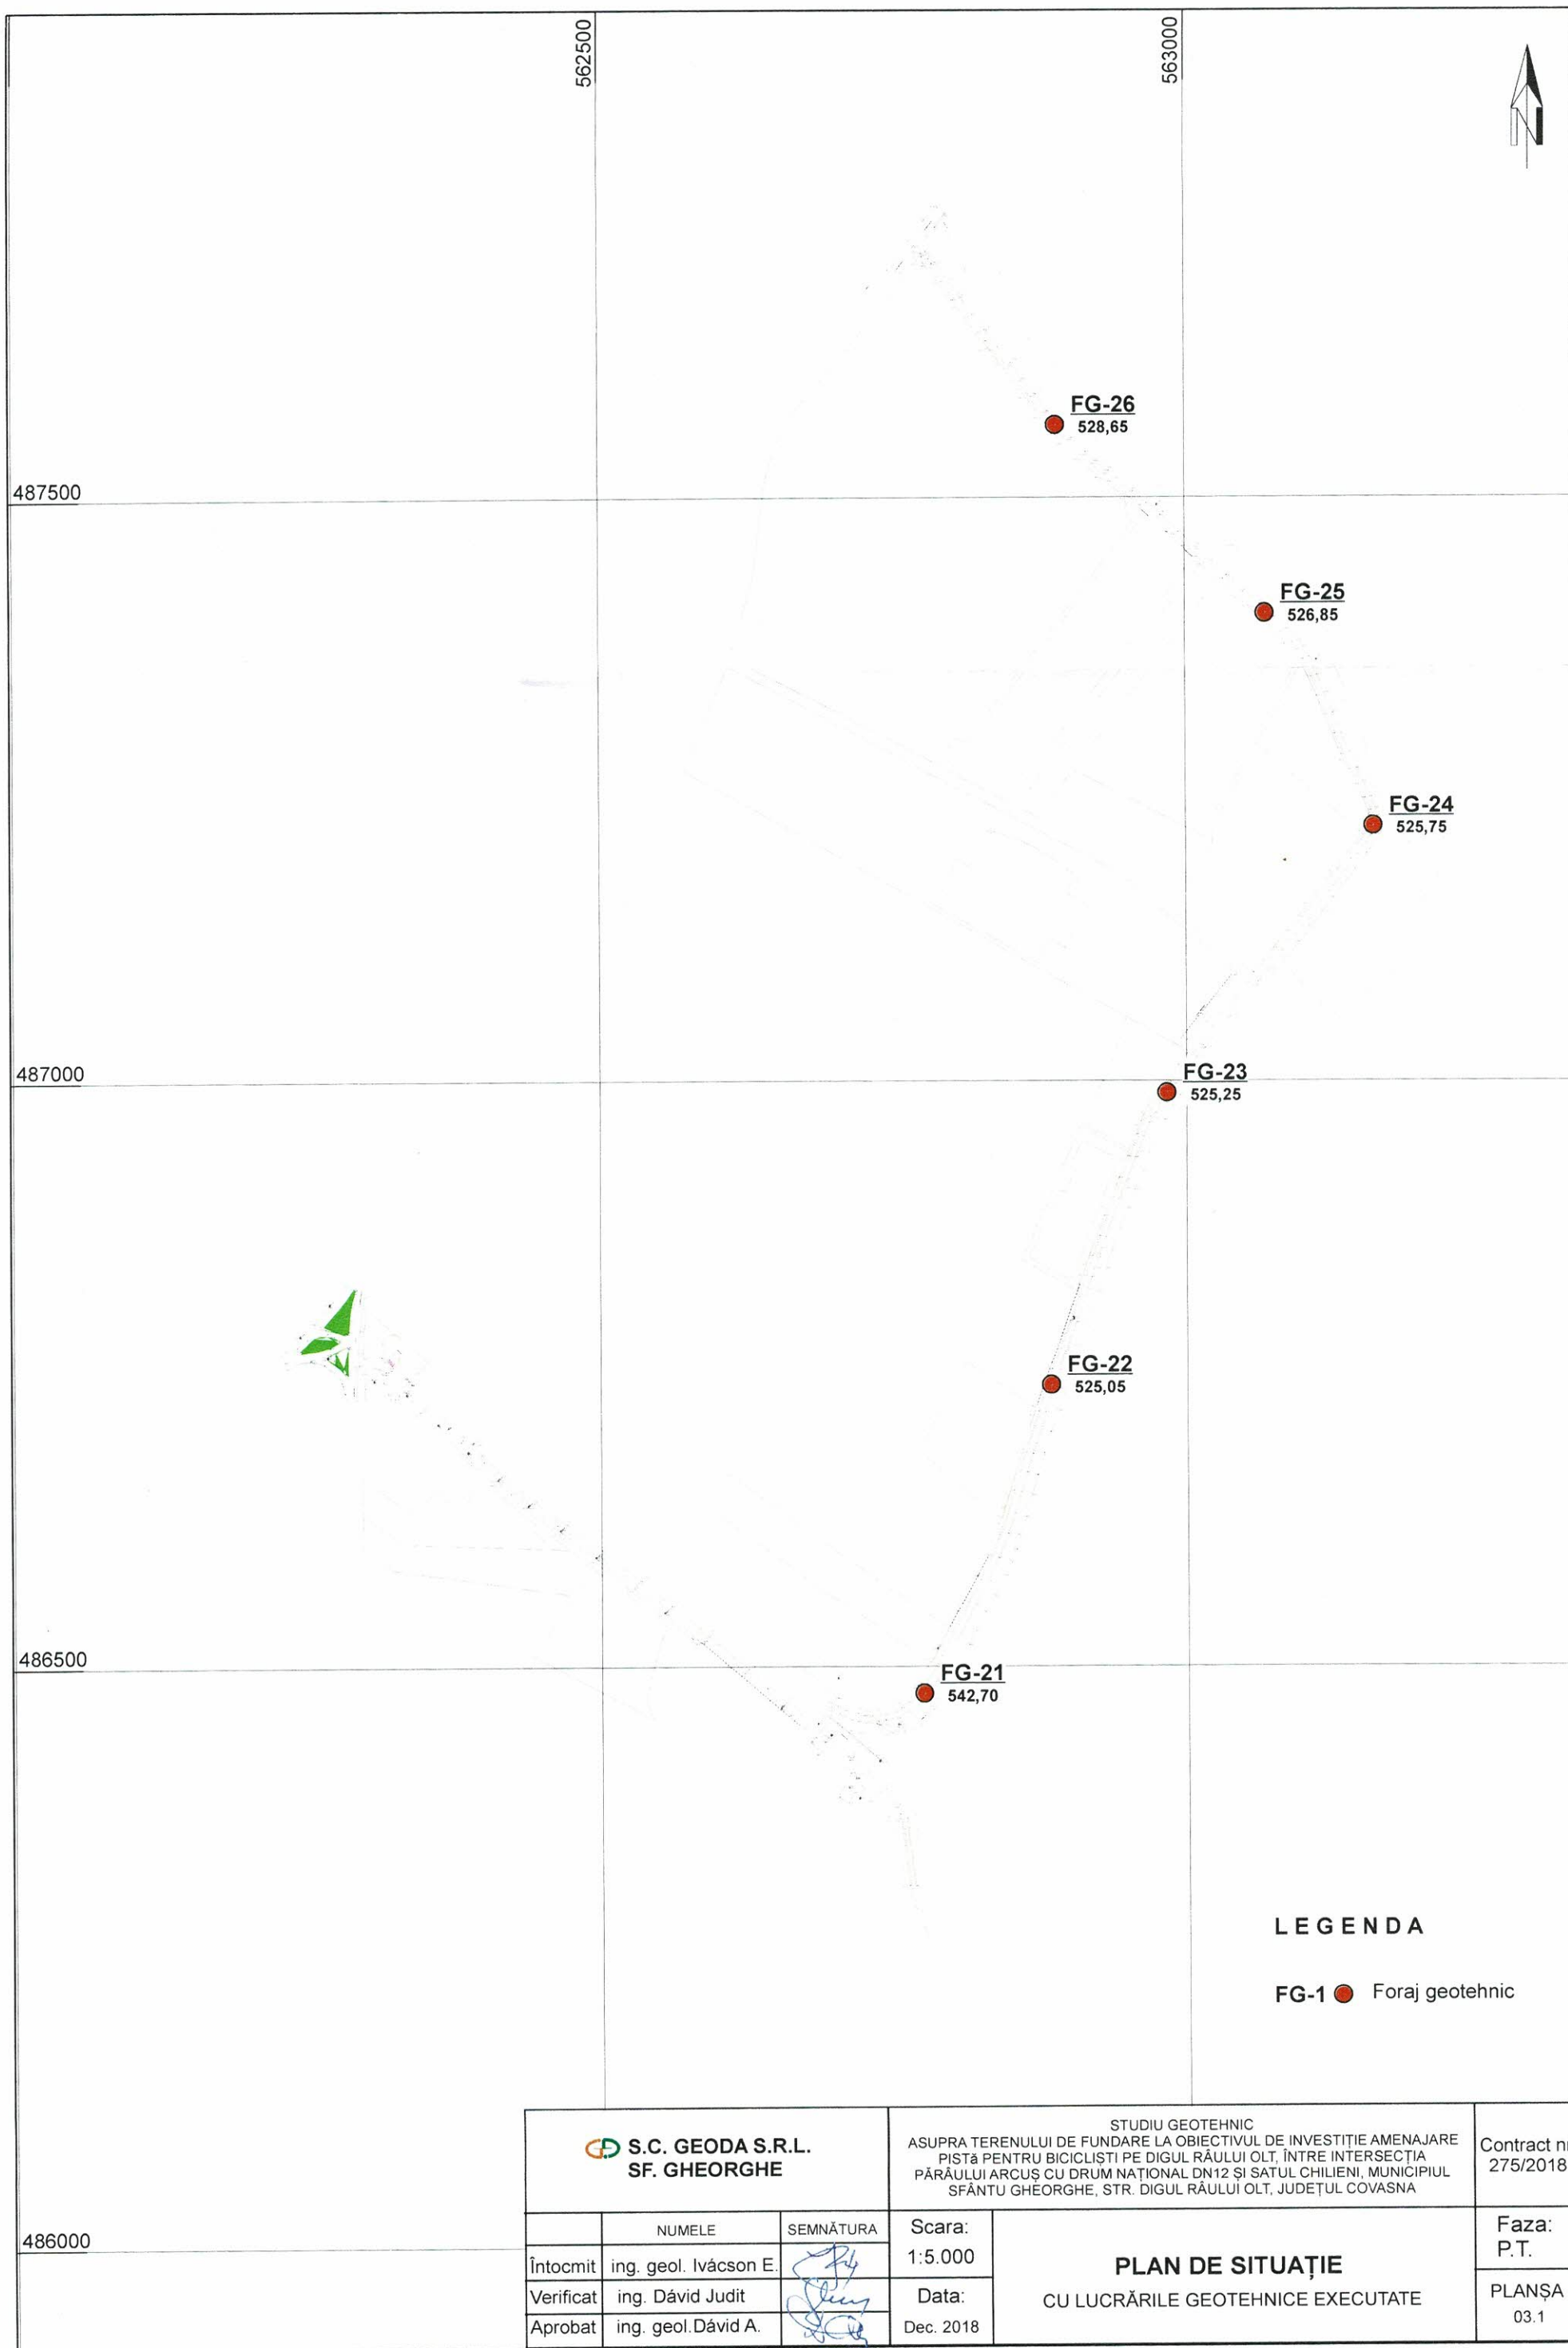 562500
563000
FG-26
528,65
487500
FG-25
526,85
FG-24
525,75
487000
FG-23
525,25
FG-22
525,05
486500
FG-21
542,70
LEGENDA
FG-1 Foraj geotehnic
486000
S.C. GEODA S.R.L.
SF. GHEORGHE
STUDIU GEOTEHNIC
ASUPRA TERENULUI DE FUNDARE LA OBIECTIVUL DE INVESTIȚIE AMENAJARE
PISTă PENTRU BICICLIȘTI PE DIGUL RÂULUI OLT, ÎNTRE INTERSECȚIA
PĂRÂULUI ARCUȘ CU DRUM NAȚIONAL DN12 ȘI SATUL CHILIENI, MUNICIPIUL
SFÂNTU GHEORGHE, STR. DIGUL RÂULUI OLT, JUDEȚUL COVASNA
Contract nr
275/2018
NUMELE
SEMNĂTURA
Întocmit ing. geol. Ivácson E.
Verificat ing. Dávid Judit
Aprobat ing. geol.Dávid A.
Scara:
1:5.000
Data:
Dec. 2018
PLAN DE SITUAȚIE
CU LUCRĂRILE GEOTEHNICE EXECUTATE
Faza:
P.T.
PLANȘA
03.1